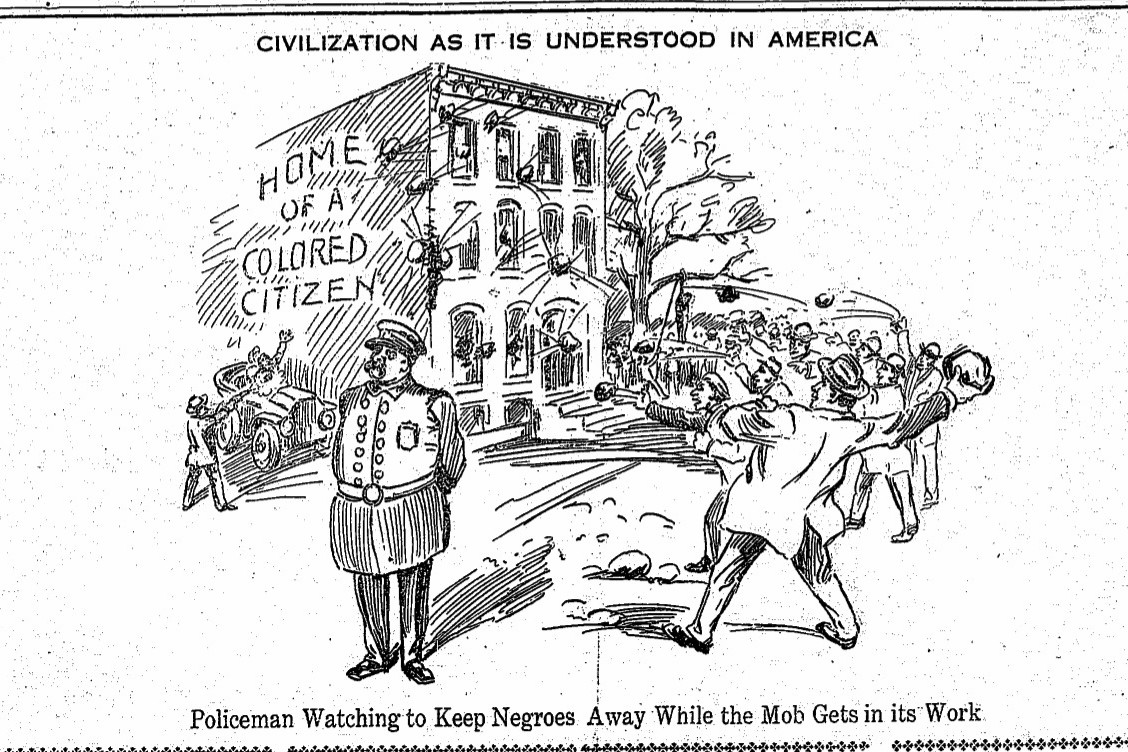 CIVILIZATION AS IT IS UNDERSTOOD IN AMERICA
HOME
OF A
COLORED
CITIZEN
Policeman Watching to Keep Negroes Away While the Mob Gets in its Work